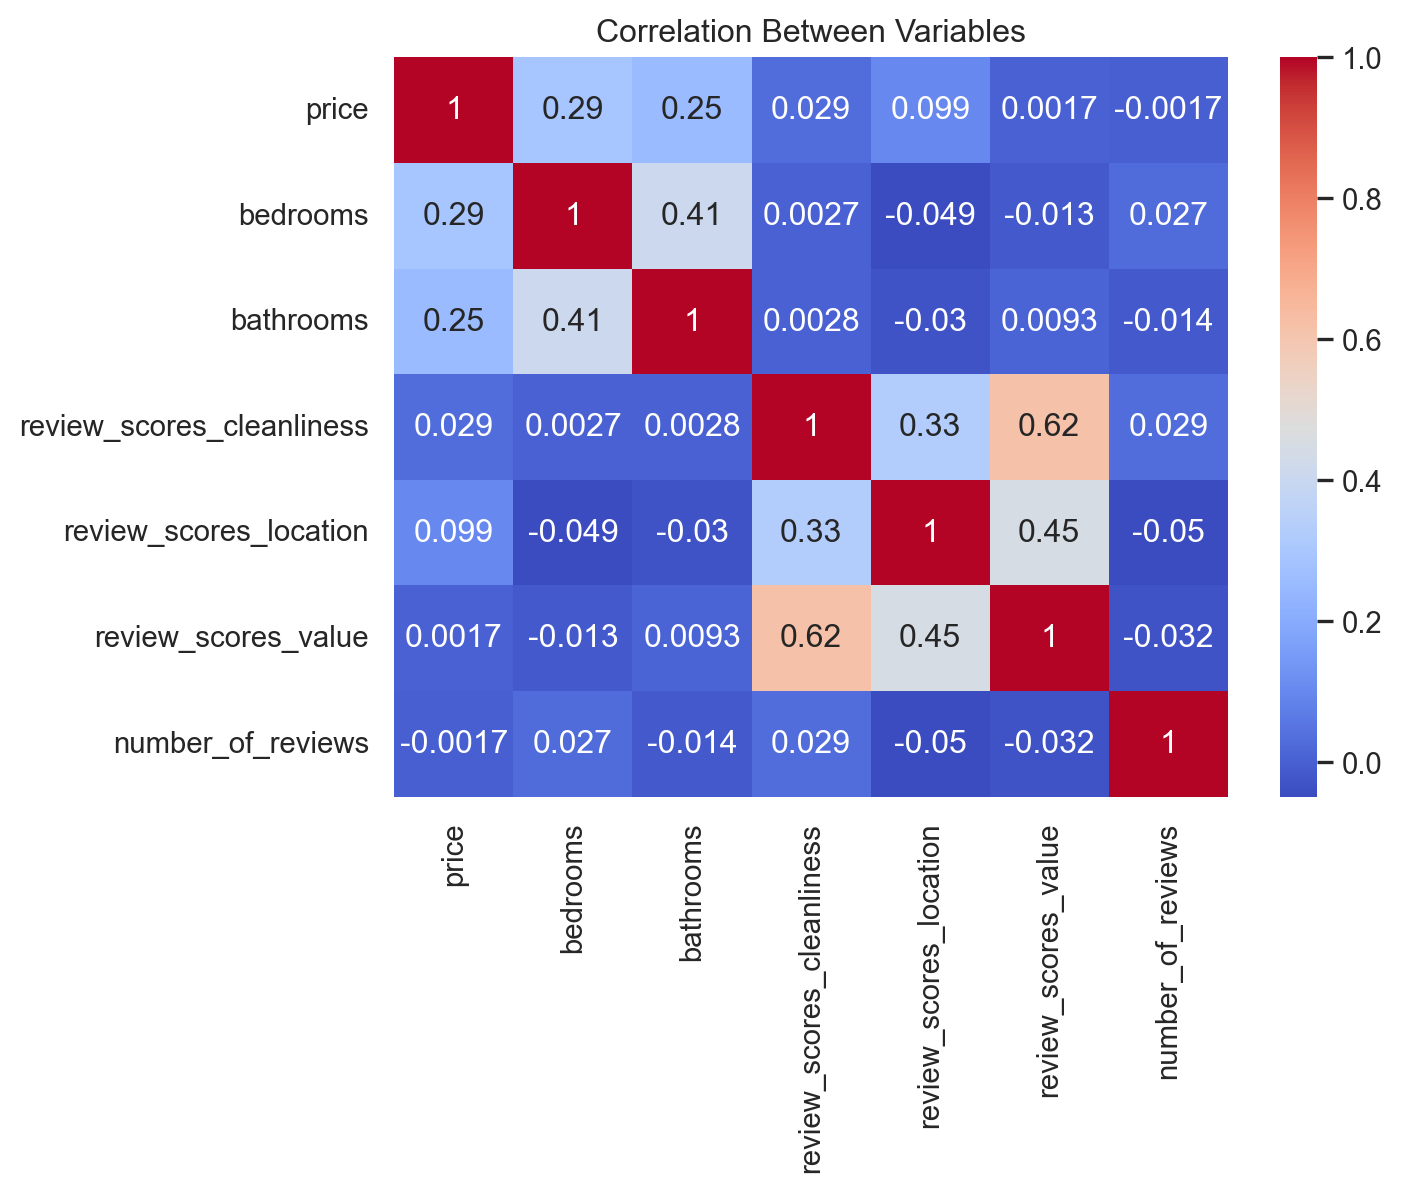 Correlation Between Variables
price 1 0.29 0.25 0.029 0.099 0.0017 -0.0017
bedrooms 0.29 1 0.41 0.0027 -0.049 -0.013 0.027
bathrooms 0.25 0.41 1 0.0028 -0.03 0.0093 -0.014
review_scores_cleanliness 0.029 0.0027 0.0028 1 0.33 0.62 0.029
review_scores_location 0.099 -0.049 -0.03 0.33 1 0.45 -0.05
review_scores_value 0.0017 -0.013 0.0093 0.62 0.45 1 -0.032
number_of_reviews -0.0017 0.027 -0.014 0.029 -0.05 -0.032 1
price
bedrooms
bathrooms
review_scores_cleanliness
review_scores_location
review_scores_value
number_of_reviews
1.0
0.8
0.6
0.4
0.2
0.0